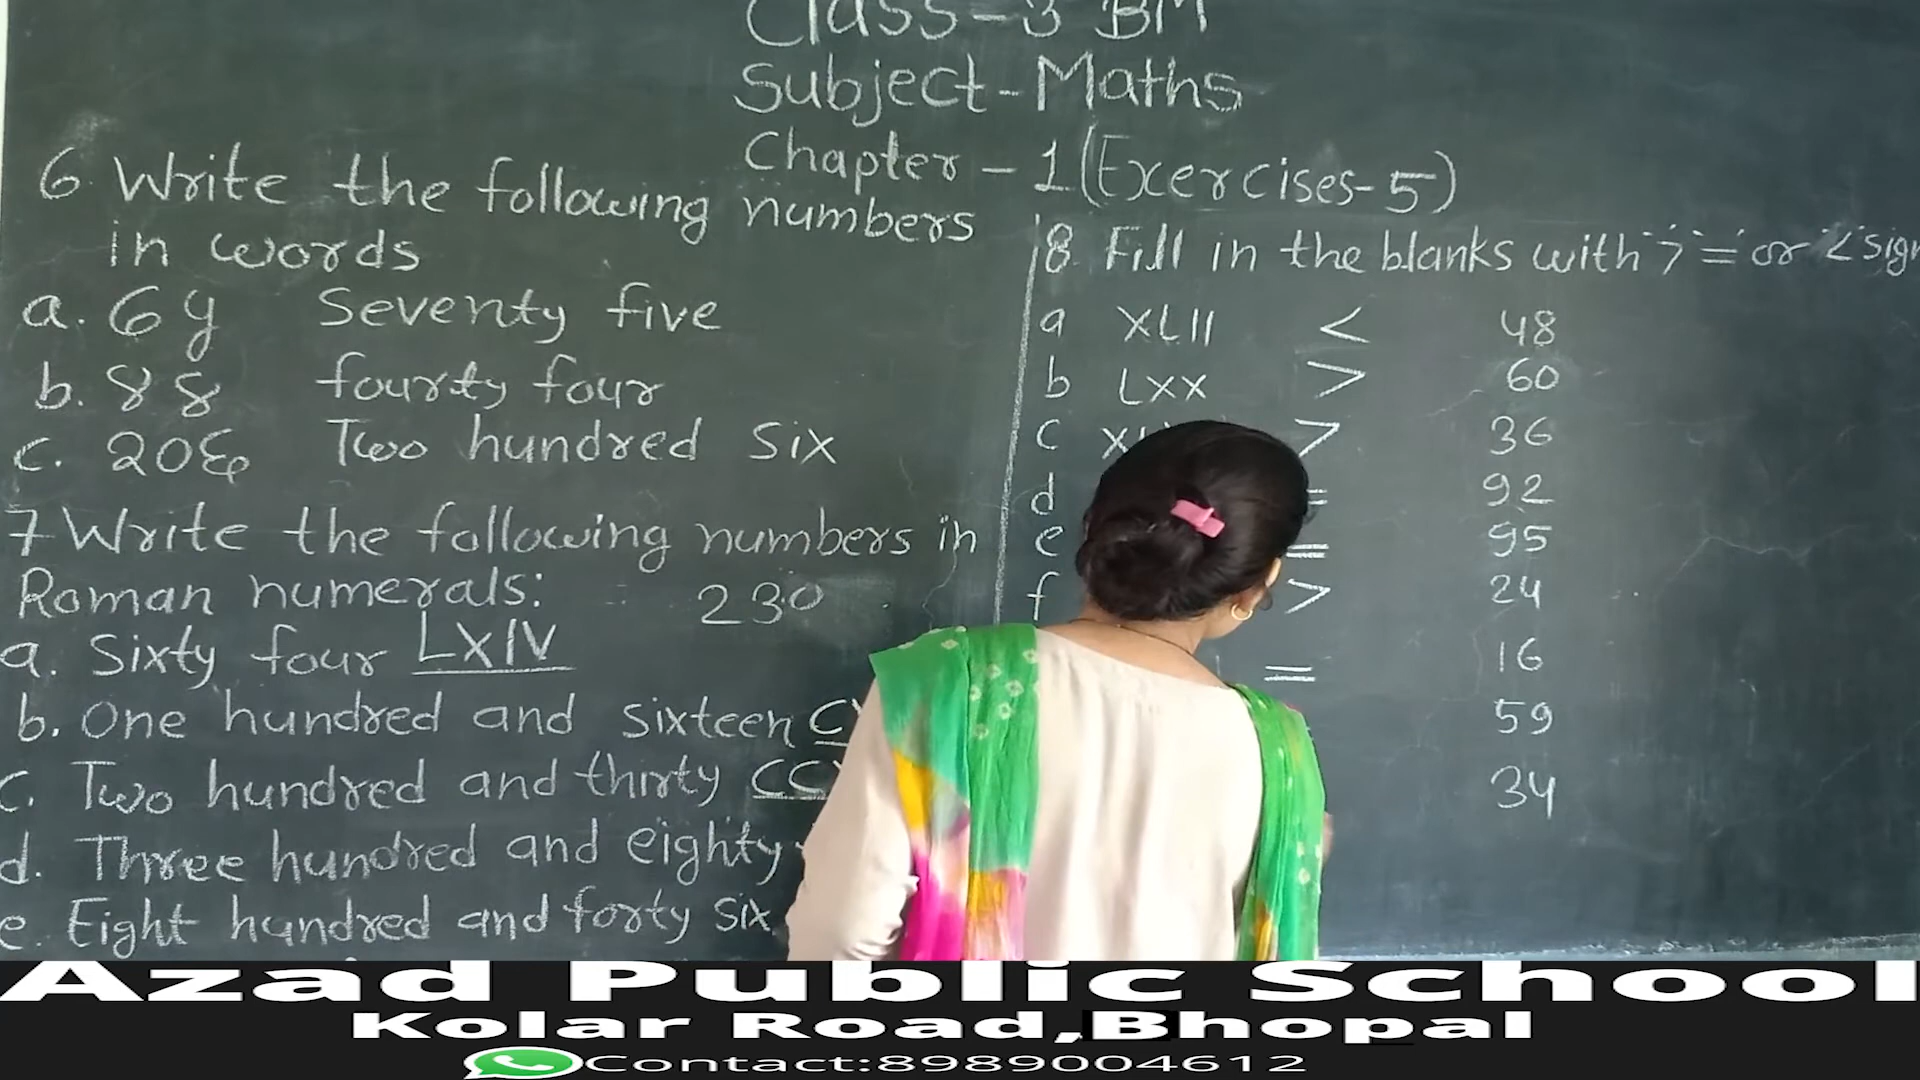 Class-3 BM
Subject-Maths
Chapter - 1 (Exercises-5)
6. Write the following numbers
in words
a. ७५ Seventy five
b. ४४ fourty four
c. २०६ Two hundred six
7 Write the following numbers in
Roman numerals: 230
a. Sixty four LXIV
b. One hundred and sixteen
c. Two hundred and thirty
d. Three hundred and eighty
e. Eight hundred and forty six
8. Fill in the blanks with '>' '=' or '<' sign
a XLII < 48
b LXX > 60
c > 36
d = 92
e = 95
f > 24
= 16
59
34
Azad Public School
Kolar Road,Bhopal
Contact:8989004612